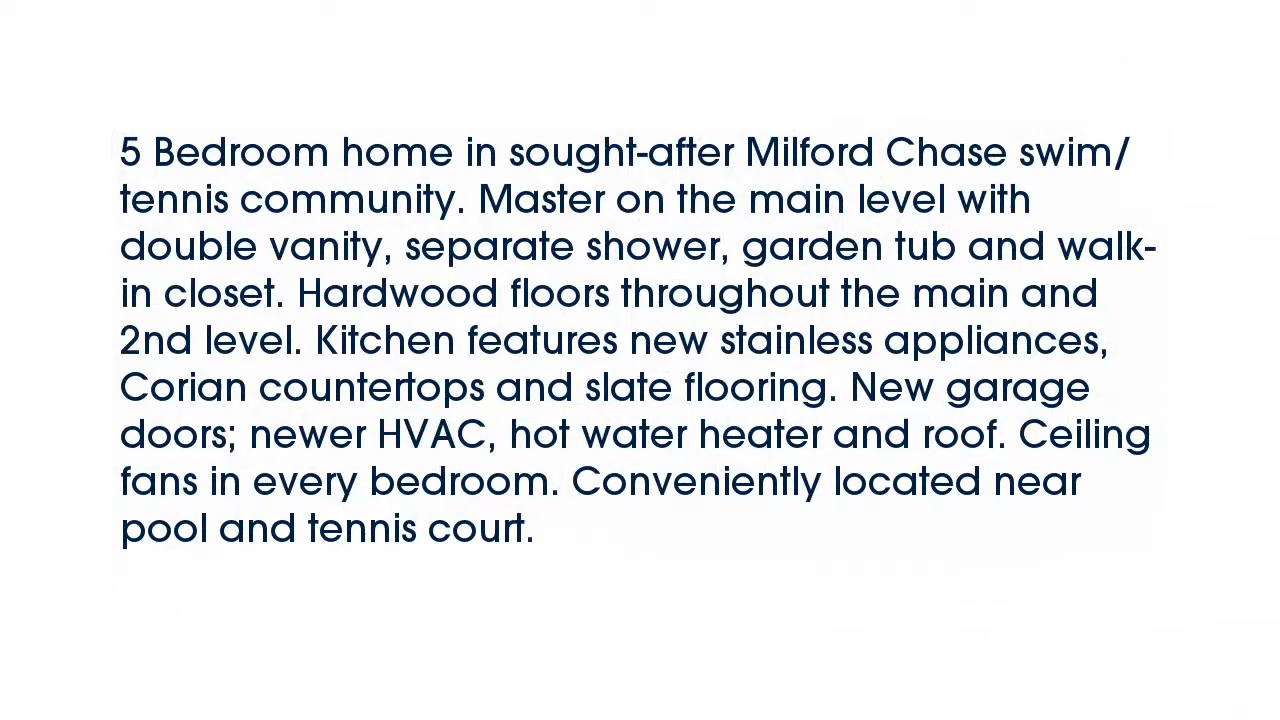 5 Bedroom home in sought-after Milford Chase swim/
tennis community. Master on the main level with
double vanity, separate shower, garden tub and walk-
in closet. Hardwood floors throughout the main and
2nd level. Kitchen features new stainless appliances,
Corian countertops and slate flooring. New garage
doors; newer HVAC, hot water heater and roof. Ceiling
fans in every bedroom. Conveniently located near
pool and tennis court.